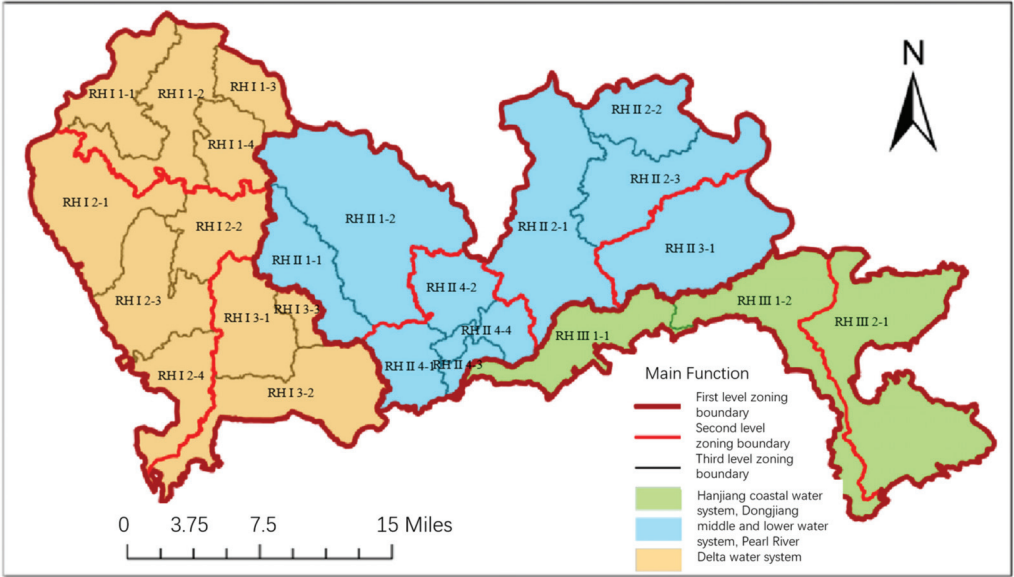 N
RH I 1-3
RH I 1-1
RH I 1-2
RH II 2-2
RH I 1-4
RH II 2-3
RH I 2-1
RH II 1-2
RH I 2-2
RH II 2-1
RH II 3-1
RH II 1-1
RH II 4-2
RH I 2-3
RH III 1-2
RH I 3-3
RH I 3-1
RH III 2-1
RH II 4-4
RH III 1-1
RH II 4-1
RH II 4-3
RH I 2-4
RH I 3-2
Main Function
First level zoning
boundary
Second level
zoning boundary
Third level zoning
boundary
Hanjiang coastal water
system, Dongjiang
middle and lower water
system, Pearl River
Delta water system
0 3.75 7.5 15 Miles